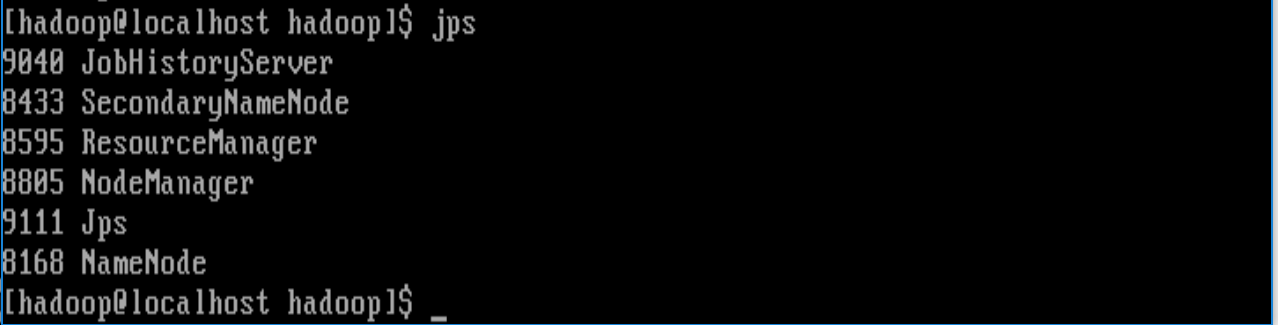 [hadoop@localhost hadoop]$ jps
9040 JobHistoryServer
8433 SecondaryNameNode
8595 ResourceManager
8805 NodeManager
9111 Jps
8168 NameNode
[hadoop@localhost hadoop]$ _